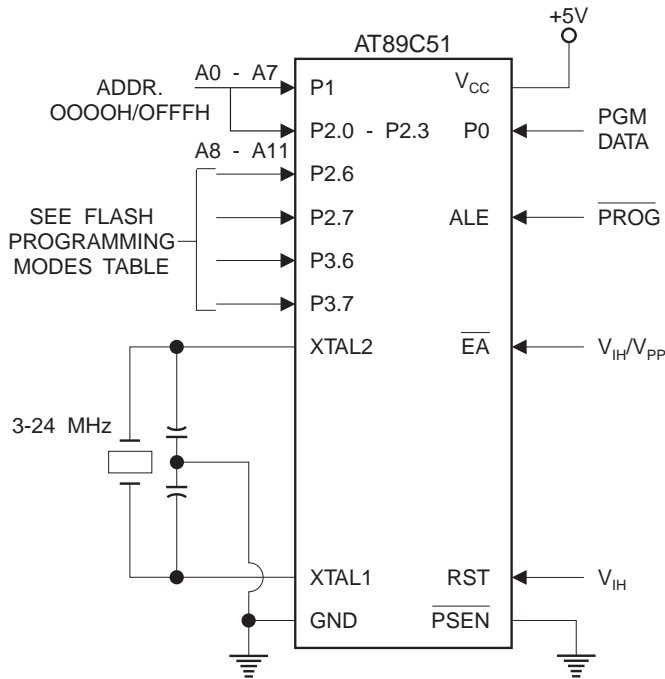 +5V
AT89C51
A0 - A7
ADDR.
OOOOH/OFFFH
P1
VCC
P2.0 - P2.3
P0
PGM
DATA
A8 - A11
P2.6
SEE FLASH
PROGRAMMING
MODES TABLE
P2.7
ALE
PROG
P3.6
P3.7
XTAL2
EA
VIH/VPP
3-24 MHz
XTAL1
RST
VIH
GND
PSEN